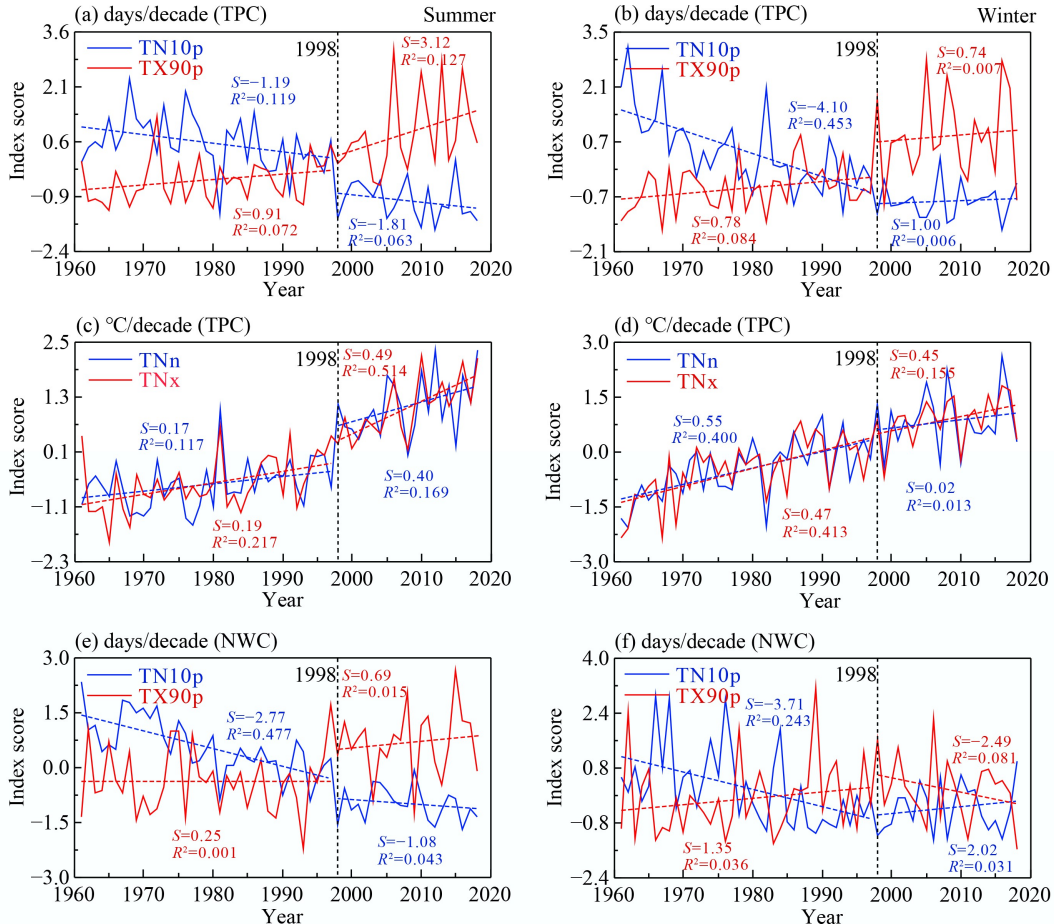 (a) days/decade (TPC)
Summer
TN10p
TX90p
1998
S=−1.19
R²=0.119
S=3.12
R²=0.127
S=0.91
R²=0.072
S=−1.81
R²=0.063
Index score
3.6
2.1
0.6
−0.9
−2.4
1960 1970 1980 1990 2000 2010 2020
Year
(b) days/decade (TPC)
Winter
TN10p
TX90p
1998
S=−4.10
R²=0.453
S=0.74
R²=0.007
S=0.78
R²=0.084
S=1.00
R²=0.006
Index score
3.5
2.1
0.7
−0.7
−2.1
1960 1970 1980 1990 2000 2010 2020
Year
(c) °C/decade (TPC)
TNn
TNx
1998
S=0.49
R²=0.514
S=0.17
R²=0.117
S=0.40
R²=0.169
S=0.19
R²=0.217
Index score
2.5
1.3
0.1
−1.1
−2.3
1960 1970 1980 1990 2000 2010 2020
Year
(d) °C/decade (TPC)
TNn
TNx
1998
S=0.45
R²=0.155
S=0.55
R²=0.400
S=0.02
R²=0.013
S=0.47
R²=0.413
Index score
3.0
1.5
0.0
−1.5
−3.0
1960 1970 1980 1990 2000 2010 2020
Year
(e) days/decade (NWC)
TN10p
TX90p
1998
S=0.69
R²=0.015
S=−2.77
R²=0.477
S=0.25
R²=0.001
S=−1.08
R²=0.043
Index score
3.0
1.5
0.0
−1.5
−3.0
1960 1970 1980 1990 2000 2010 2020
Year
(f) days/decade (NWC)
TN10p
TX90p
1998
S=−3.71
R²=0.243
S=−2.49
R²=0.081
S=1.35
R²=0.036
S=2.02
R²=0.031
Index score
4.0
2.4
0.8
−0.8
−2.4
1960 1970 1980 1990 2000 2010 2020
Year